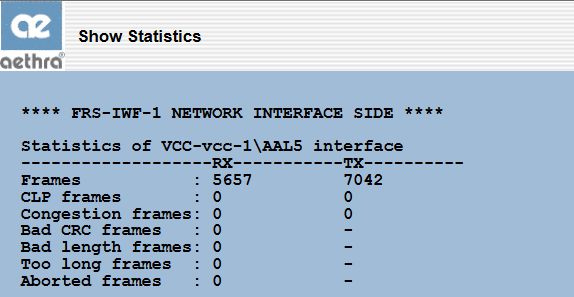 ae
aethra®
Show Statistics
**** FRS-IWF-1 NETWORK INTERFACE SIDE ****
Statistics of VCC-vcc-1\AAL5 interface
-------------------RX-----------TX----------
Frames : 5657 7042
CLP frames : 0 0
Congestion frames: 0 0
Bad CRC frames : 0 -
Bad length frames: 0 -
Too long frames : 0 -
Aborted frames : 0 -